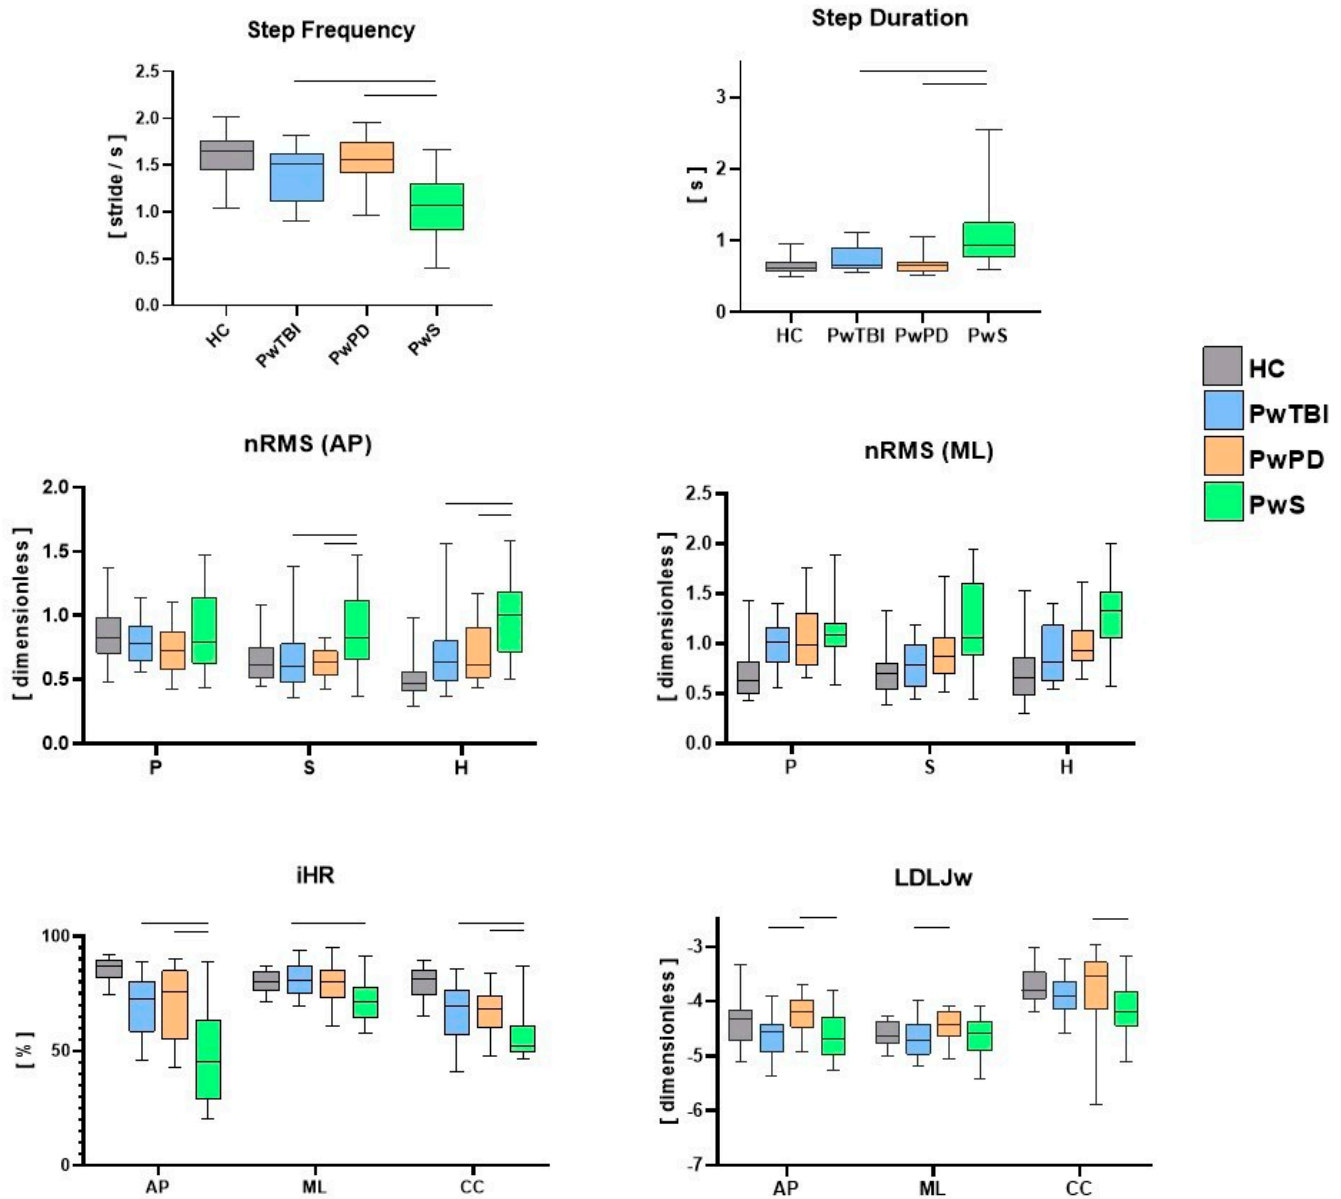 Step Frequency
[ stride / s ]
2.5
2.0
1.5
1.0
0.5
0.0
HC
PwTBI
PwPD
PwS
Step Duration
[ s ]
3
2
1
0
HC PwTBI PwPD PwS
HC
PwTBI
PwPD
PwS
nRMS (AP)
[ dimensionless ]
2.0
1.5
1.0
0.5
0.0
P S H
nRMS (ML)
[ dimensionless ]
2.5
2.0
1.5
1.0
0.5
0.0
P S H
iHR
[ % ]
100
50
0
AP ML CC
LDLJw
[ dimensionless ]
-3
-4
-5
-6
-7
AP ML CC